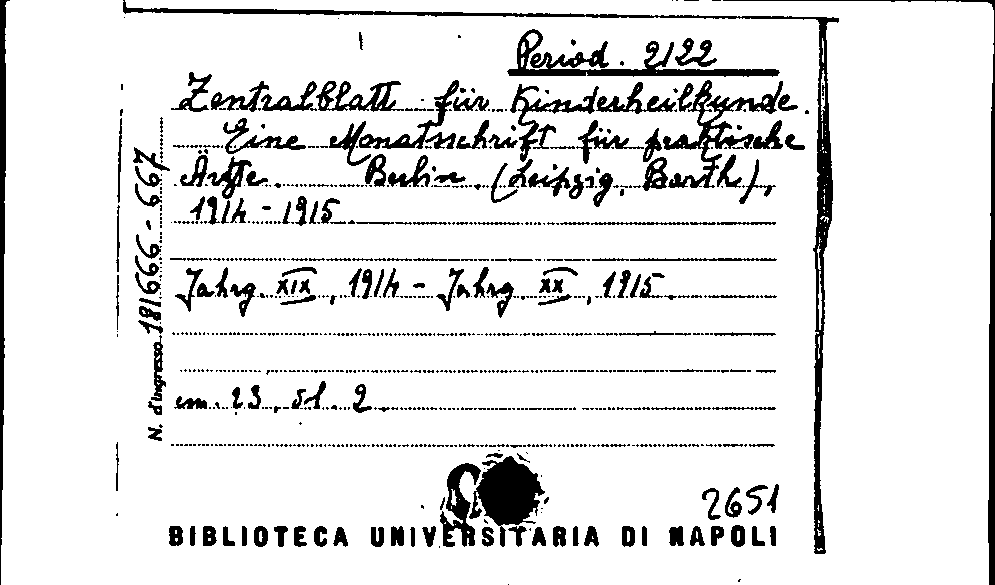 Period. 2122
Zentralblatt für Kinderheilkunde.
Eine Monatsschrift für praktische
Ärzte. Berlin. (Leipzig, Barth),
1914 - 1915.
Jahrg. XIX, 1914 - Jahrg. XX, 1915.
cm. 23, sl. 2.
N. d'ingresso 181666 - 667
2651
BIBLIOTECA UNIVERSITARIA DI NAPOLI